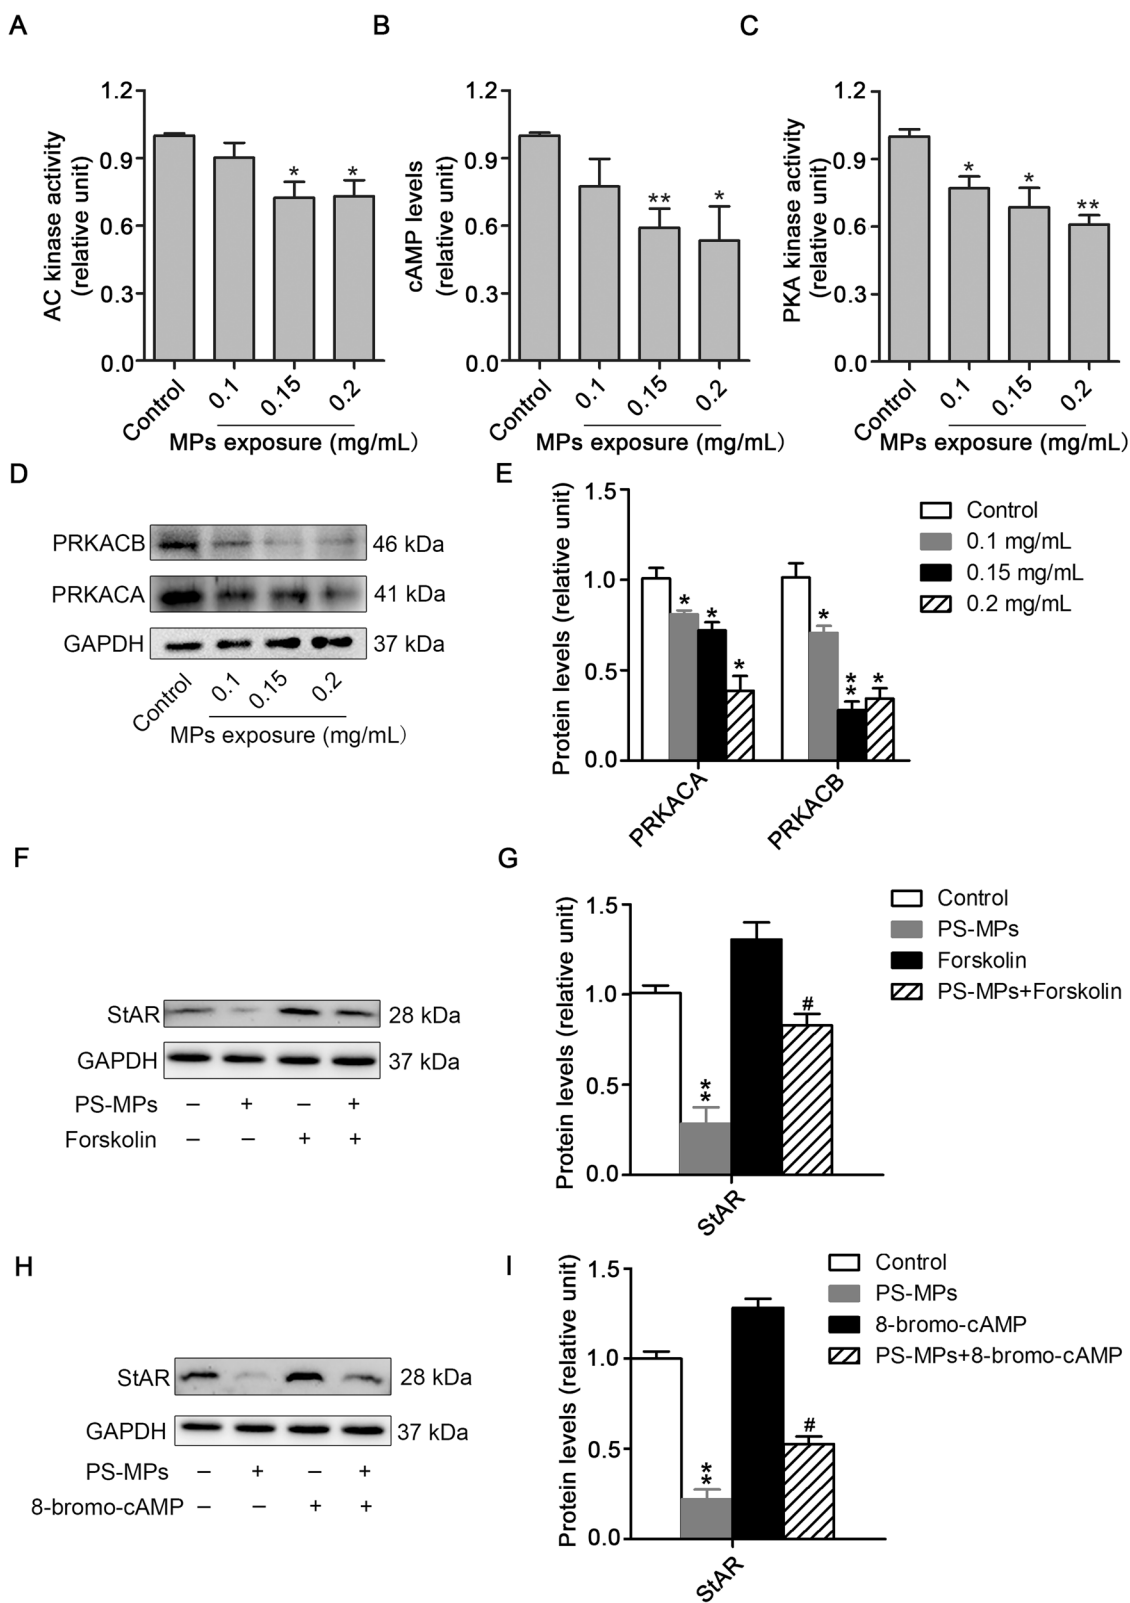 A
B
C
AC kinase activity
(relative unit)
1.2
0.9
0.6
0.3
0.0
*
*
Control
0.1
0.15
0.2
MPs exposure (mg/mL)
cAMP levels
(relative unit)
1.2
0.9
0.6
0.3
0.0
**
*
Control
0.1
0.15
0.2
MPs exposure (mg/mL)
PKA kinase activity
(relative unit)
1.2
0.9
0.6
0.3
0.0
*
*
**
Control
0.1
0.15
0.2
MPs exposure (mg/mL)
D
PRKACB
46 kDa
PRKACA
41 kDa
GAPDH
37 kDa
Control
0.1
0.15
0.2
MPs exposure (mg/mL)
E
Protein levels (relative unit)
1.5
1.0
0.5
0.0
*
*
*
*
**
*
PRKACA
PRKACB
Control
0.1 mg/mL
0.15 mg/mL
0.2 mg/mL
F
StAR
28 kDa
GAPDH
37 kDa
PS-MPs – + – +
Forskolin – – + +
G
Protein levels (relative unit)
1.5
1.0
0.5
0.0
**
#
StAR
Control
PS-MPs
Forskolin
PS-MPs+Forskolin
H
StAR
28 kDa
GAPDH
37 kDa
PS-MPs – + – +
8-bromo-cAMP – – + +
I
Protein levels (relative unit)
1.5
1.0
0.5
0.0
**
#
StAR
Control
PS-MPs
8-bromo-cAMP
PS-MPs+8-bromo-cAMP